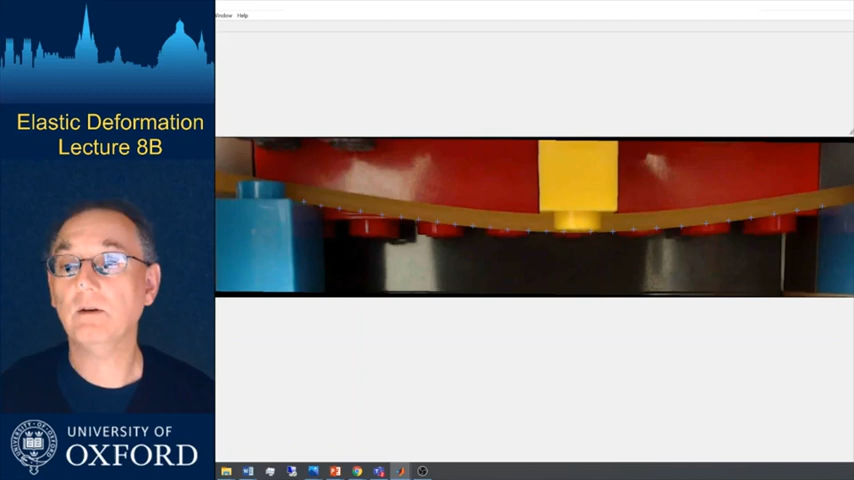 Window Help
Elastic Deformation
Lecture 8B
UNIVERSITY OF
OXFORD